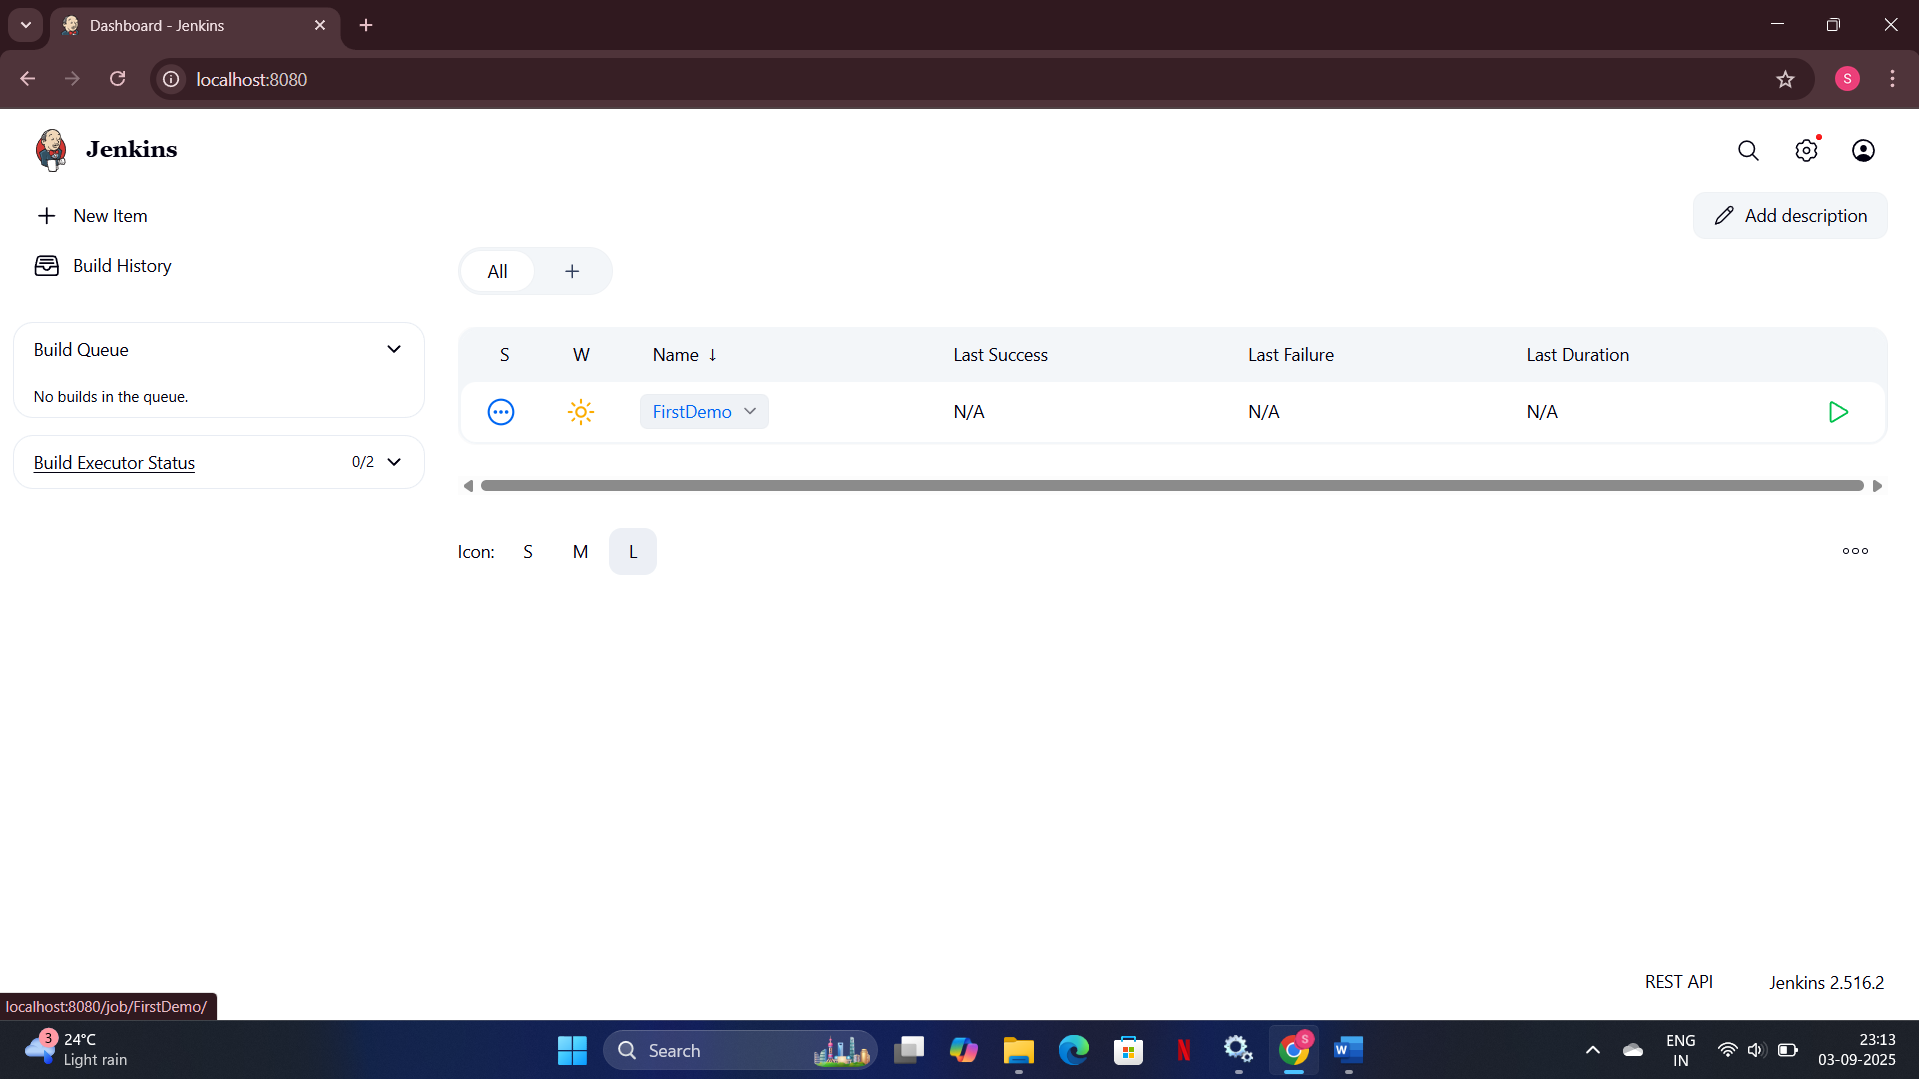 Dashboard - Jenkins
localhost:8080
S
Jenkins
New Item
Add description
Build History
All
Build Queue
No builds in the queue.
Build Executor Status 0/2
S W Name ↓ Last Success Last Failure Last Duration
FirstDemo N/A N/A N/A
Icon: S M L
REST API Jenkins 2.516.2
localhost:8080/job/FirstDemo/
3
24°C
Light rain
Search
N
S
W
ENG
IN
23:13
03-09-2025